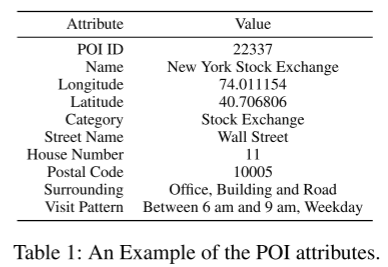 Attribute Value
POI ID 22337
Name New York Stock Exchange
Longitude 74.011154
Latitude 40.706806
Category Stock Exchange
Street Name Wall Street
House Number 11
Postal Code 10005
Surrounding Office, Building and Road
Visit Pattern Between 6 am and 9 am, Weekday
Table 1: An Example of the POI attributes.